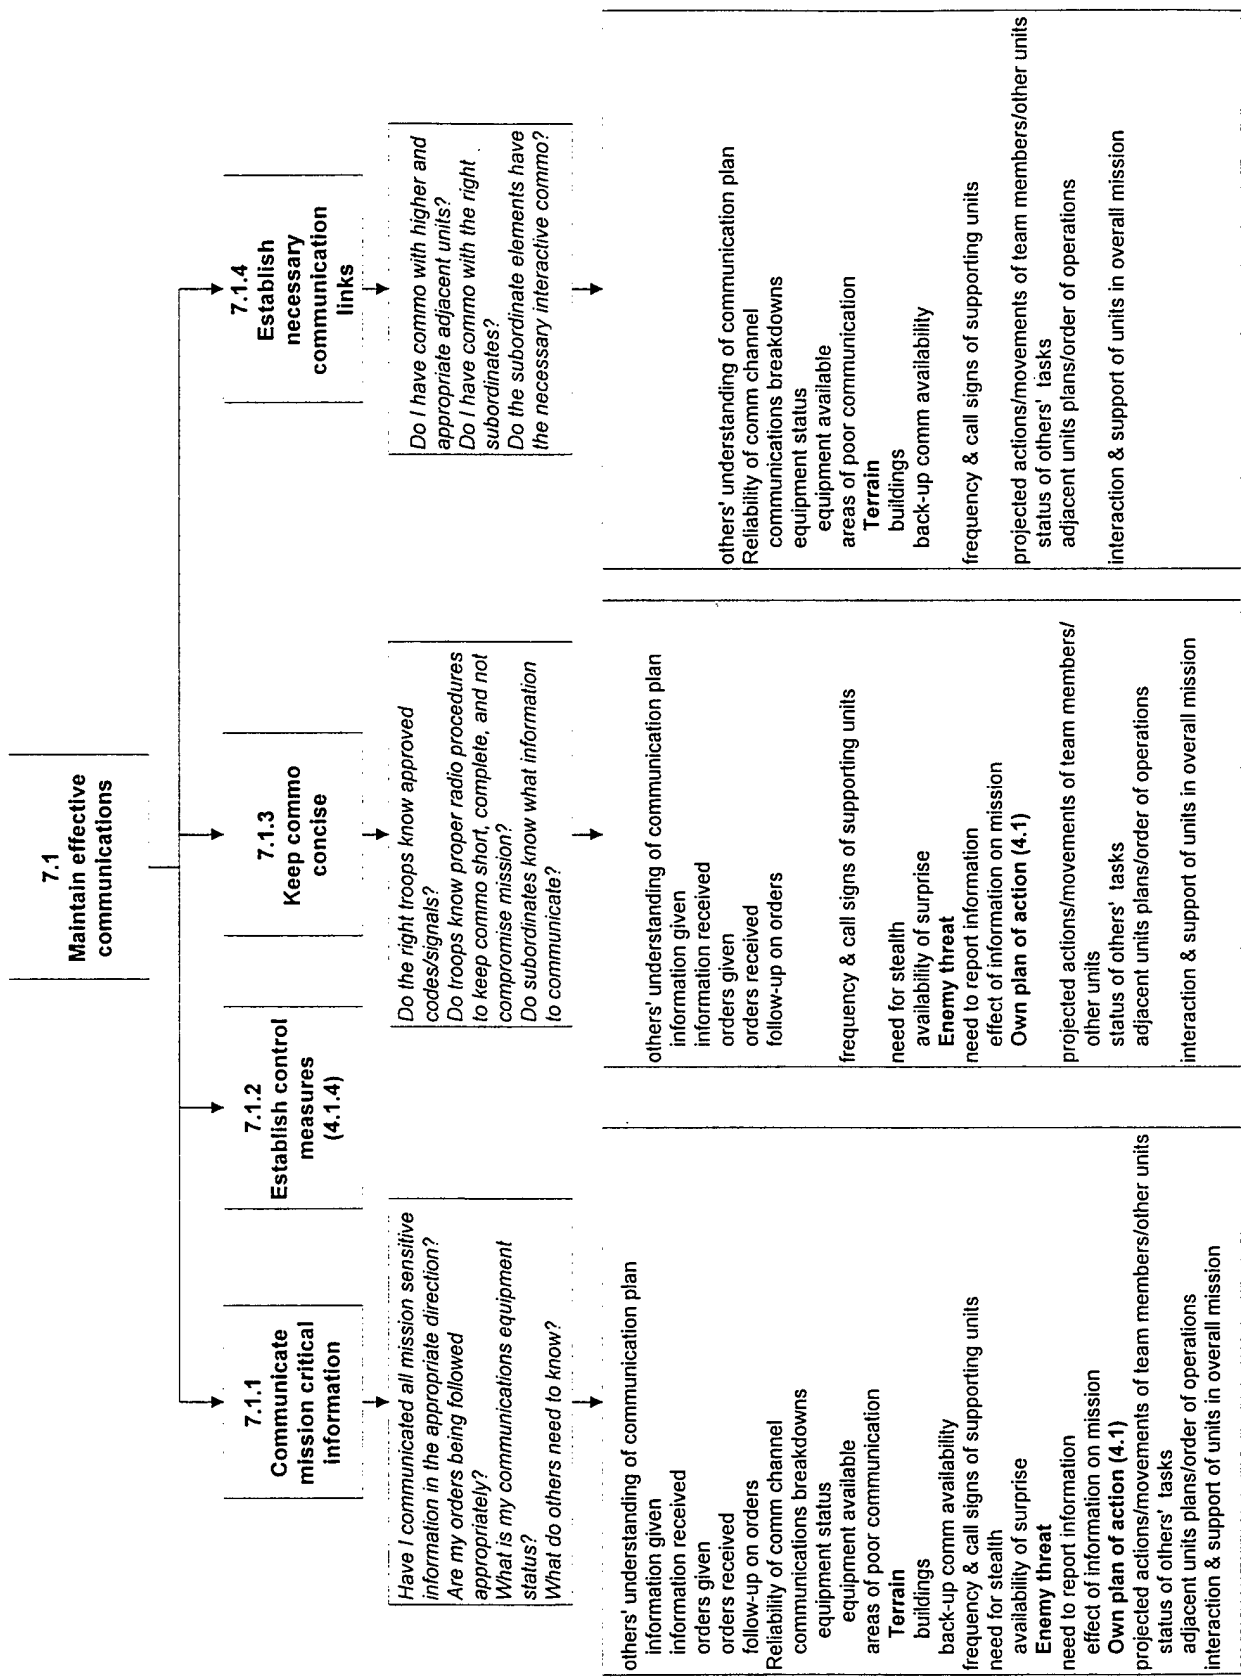 7.1
Maintain effective
communications
7.1.1
Communicate
mission critical
information
7.1.2
Establish control
measures
(4.1.4)
7.1.3
Keep commo
concise
7.1.4
Establish
necessary
communication
links
Have I communicated all mission sensitive
information in the appropriate direction?
Are my orders being followed
appropriately?
What is my communications equipment
status?
What do others need to know?
Do the right troops know approved
codes/signals?
Do troops know proper radio procedures
to keep commo short, complete, and not
compromise mission?
Do subordinates know what information
to communicate?
Do I have commo with higher and
appropriate adjacent units?
Do I have commo with the right
subordinates?
Do the subordinate elements have
the necessary interactive commo?
others' understanding of communication plan
information given
information received
orders given
orders received
follow-up on orders
Reliability of comm channel
communications breakdowns
equipment status
equipment available
areas of poor communication
Terrain
buildings
back-up comm availability
frequency & call signs of supporting units
need for stealth
availability of surprise
Enemy threat
need to report information
effect of information on mission
Own plan of action (4.1)
projected actions/movements of team members/other units
status of others' tasks
adjacent units plans/order of operations
interaction & support of units in overall mission
others' understanding of communication plan
information given
information received
orders given
orders received
follow-up on orders
frequency & call signs of supporting units
need for stealth
availability of surprise
Enemy threat
need to report information
effect of information on mission
Own plan of action (4.1)
projected actions/movements of team members/
other units
status of others' tasks
adjacent units plans/order of operations
interaction & support of units in overall mission
others' understanding of communication plan
Reliability of comm channel
communications breakdowns
equipment status
equipment available
areas of poor communication
Terrain
buildings
back-up comm availability
frequency & call signs of supporting units
projected actions/movements of team members/other units
status of others' tasks
adjacent units plans/order of operations
interaction & support of units in overall mission